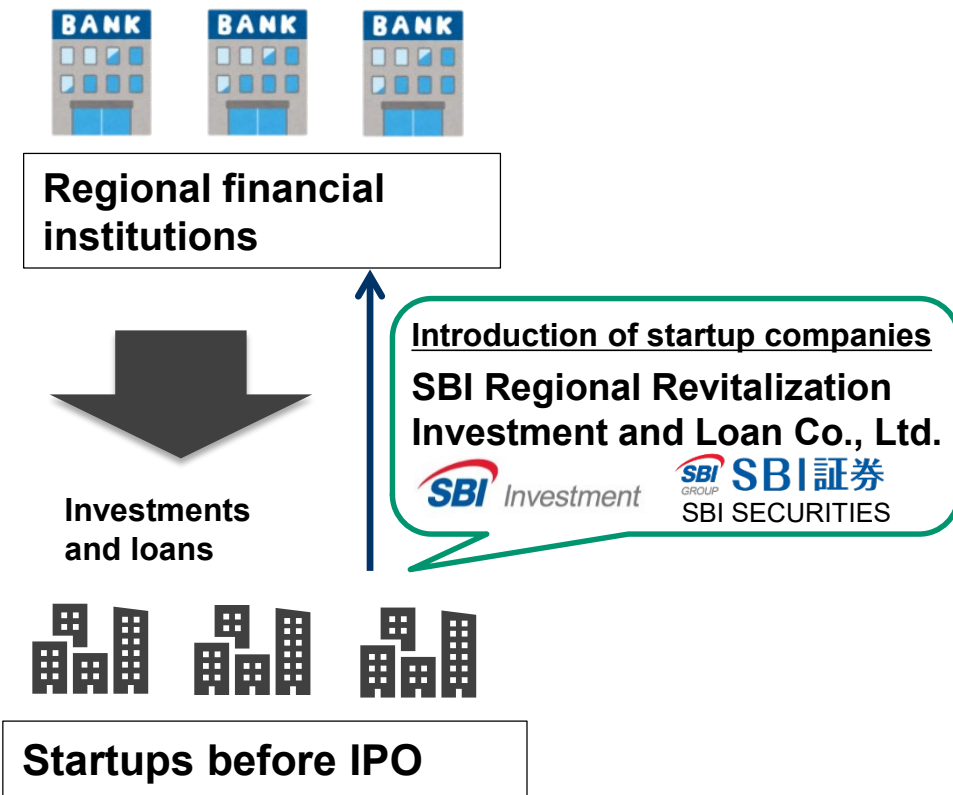 BANK BANK BANK
Regional financial
institutions
Introduction of startup companies
SBI Regional Revitalization
Investment and Loan Co., Ltd.
SBI Investment
SBI GROUP SBI証券
SBI SECURITIES
Investments
and loans
Startups before IPO